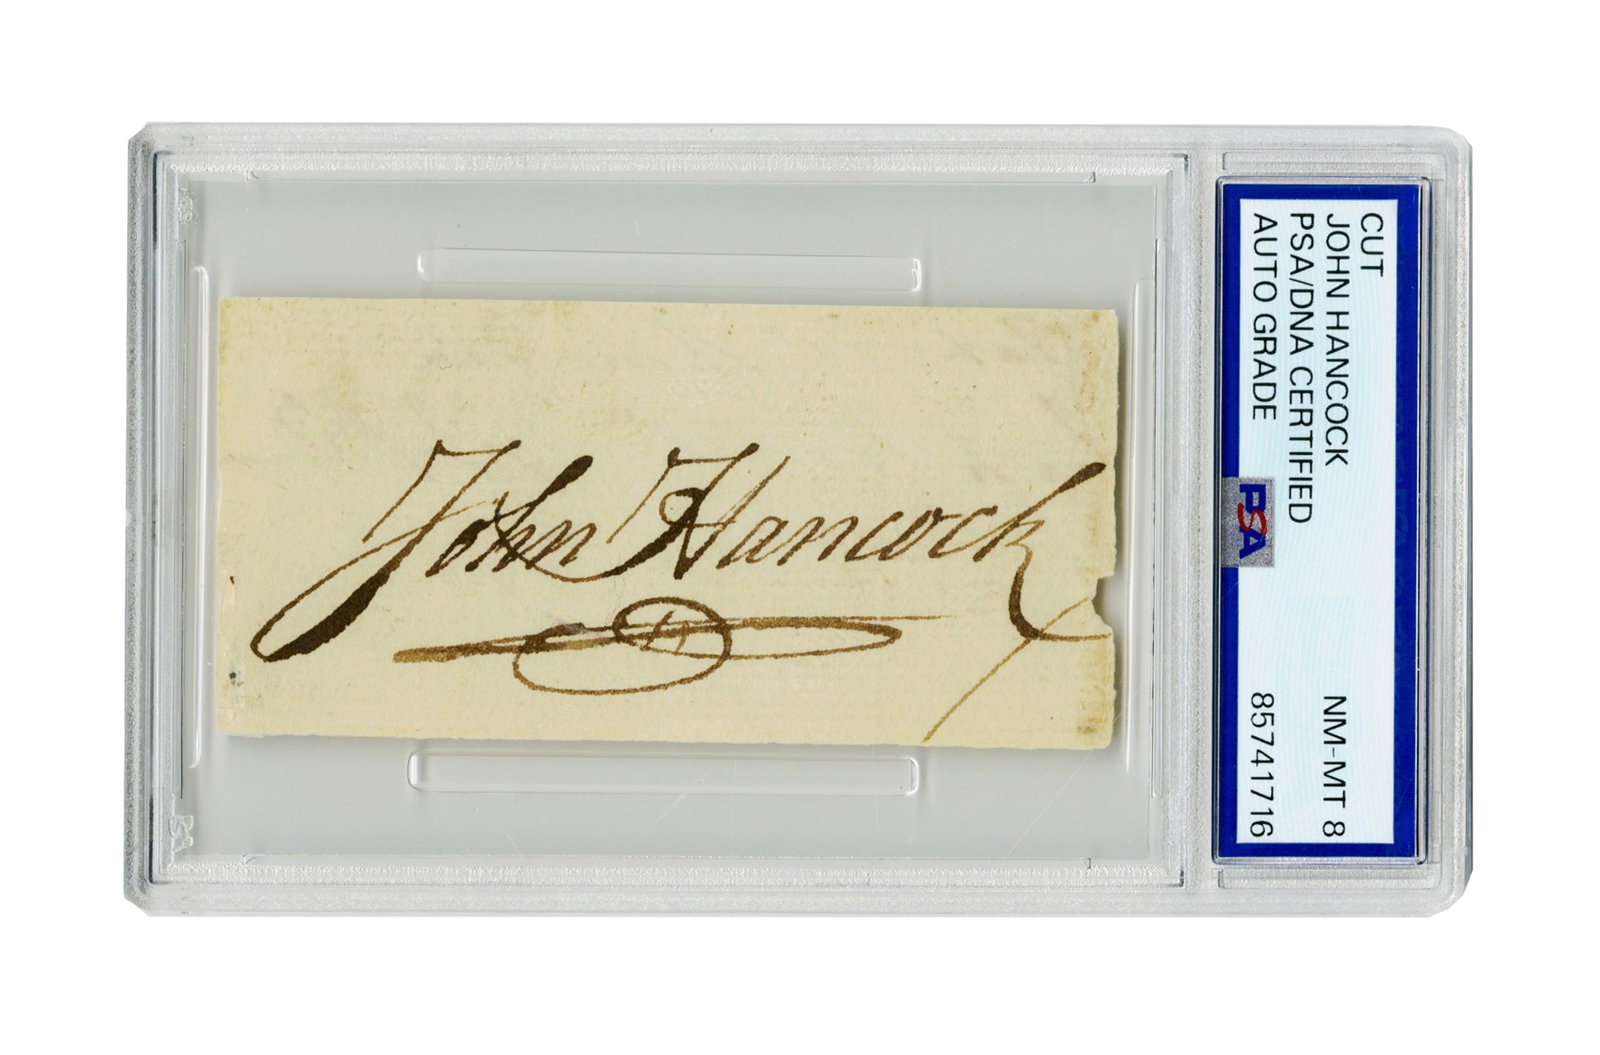 John Hancock
CUT
JOHN HANCOCK NM-MT 8
PSA/DNA CERTIFIED
AUTO GRADE 85741716
PSA